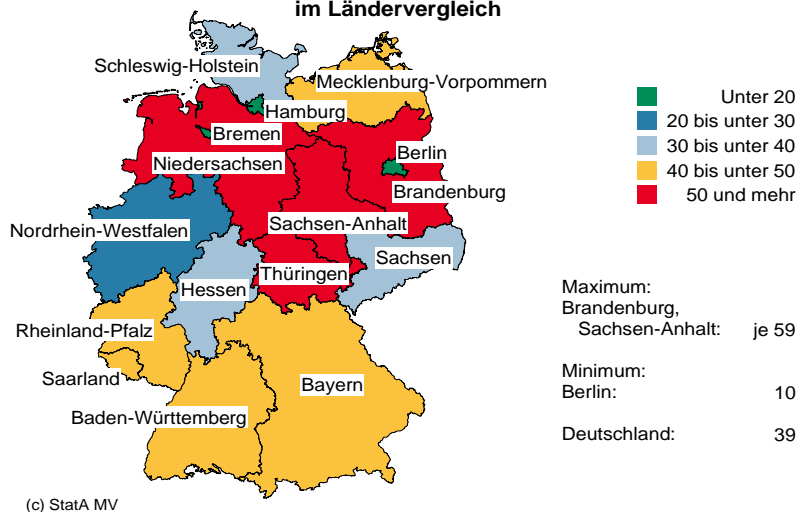 im Ländervergleich
Schleswig-Holstein
Mecklenburg-Vorpommern
Hamburg
Bremen
Niedersachsen
Berlin
Brandenburg
Nordrhein-Westfalen
Sachsen-Anhalt
Sachsen
Thüringen
Hessen
Rheinland-Pfalz
Saarland
Bayern
Baden-Württemberg
Unter 20
20 bis unter 30
30 bis unter 40
40 bis unter 50
50 und mehr
Maximum:
Brandenburg,
Sachsen-Anhalt: je 59
Minimum:
Berlin: 10
Deutschland: 39
(c) StatA MV